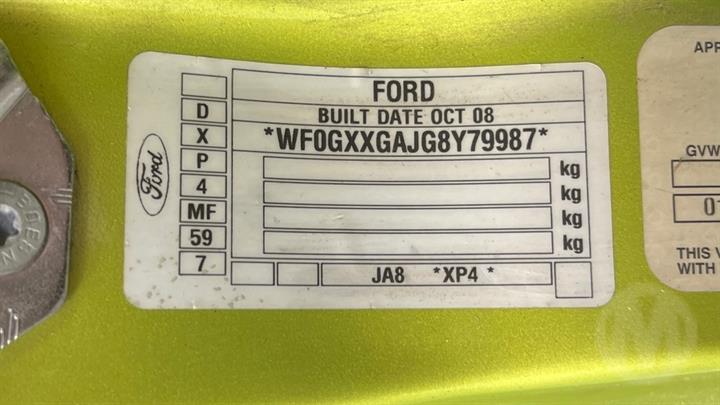 FORD
BUILT DATE OCT 08
*WF0GXXGAJG8Y79987*
D
X
P
4
MF
59
7
kg
kg
kg
kg
JA8 *XP4*
Ford
APP
GVW
01
THIS V
WITH